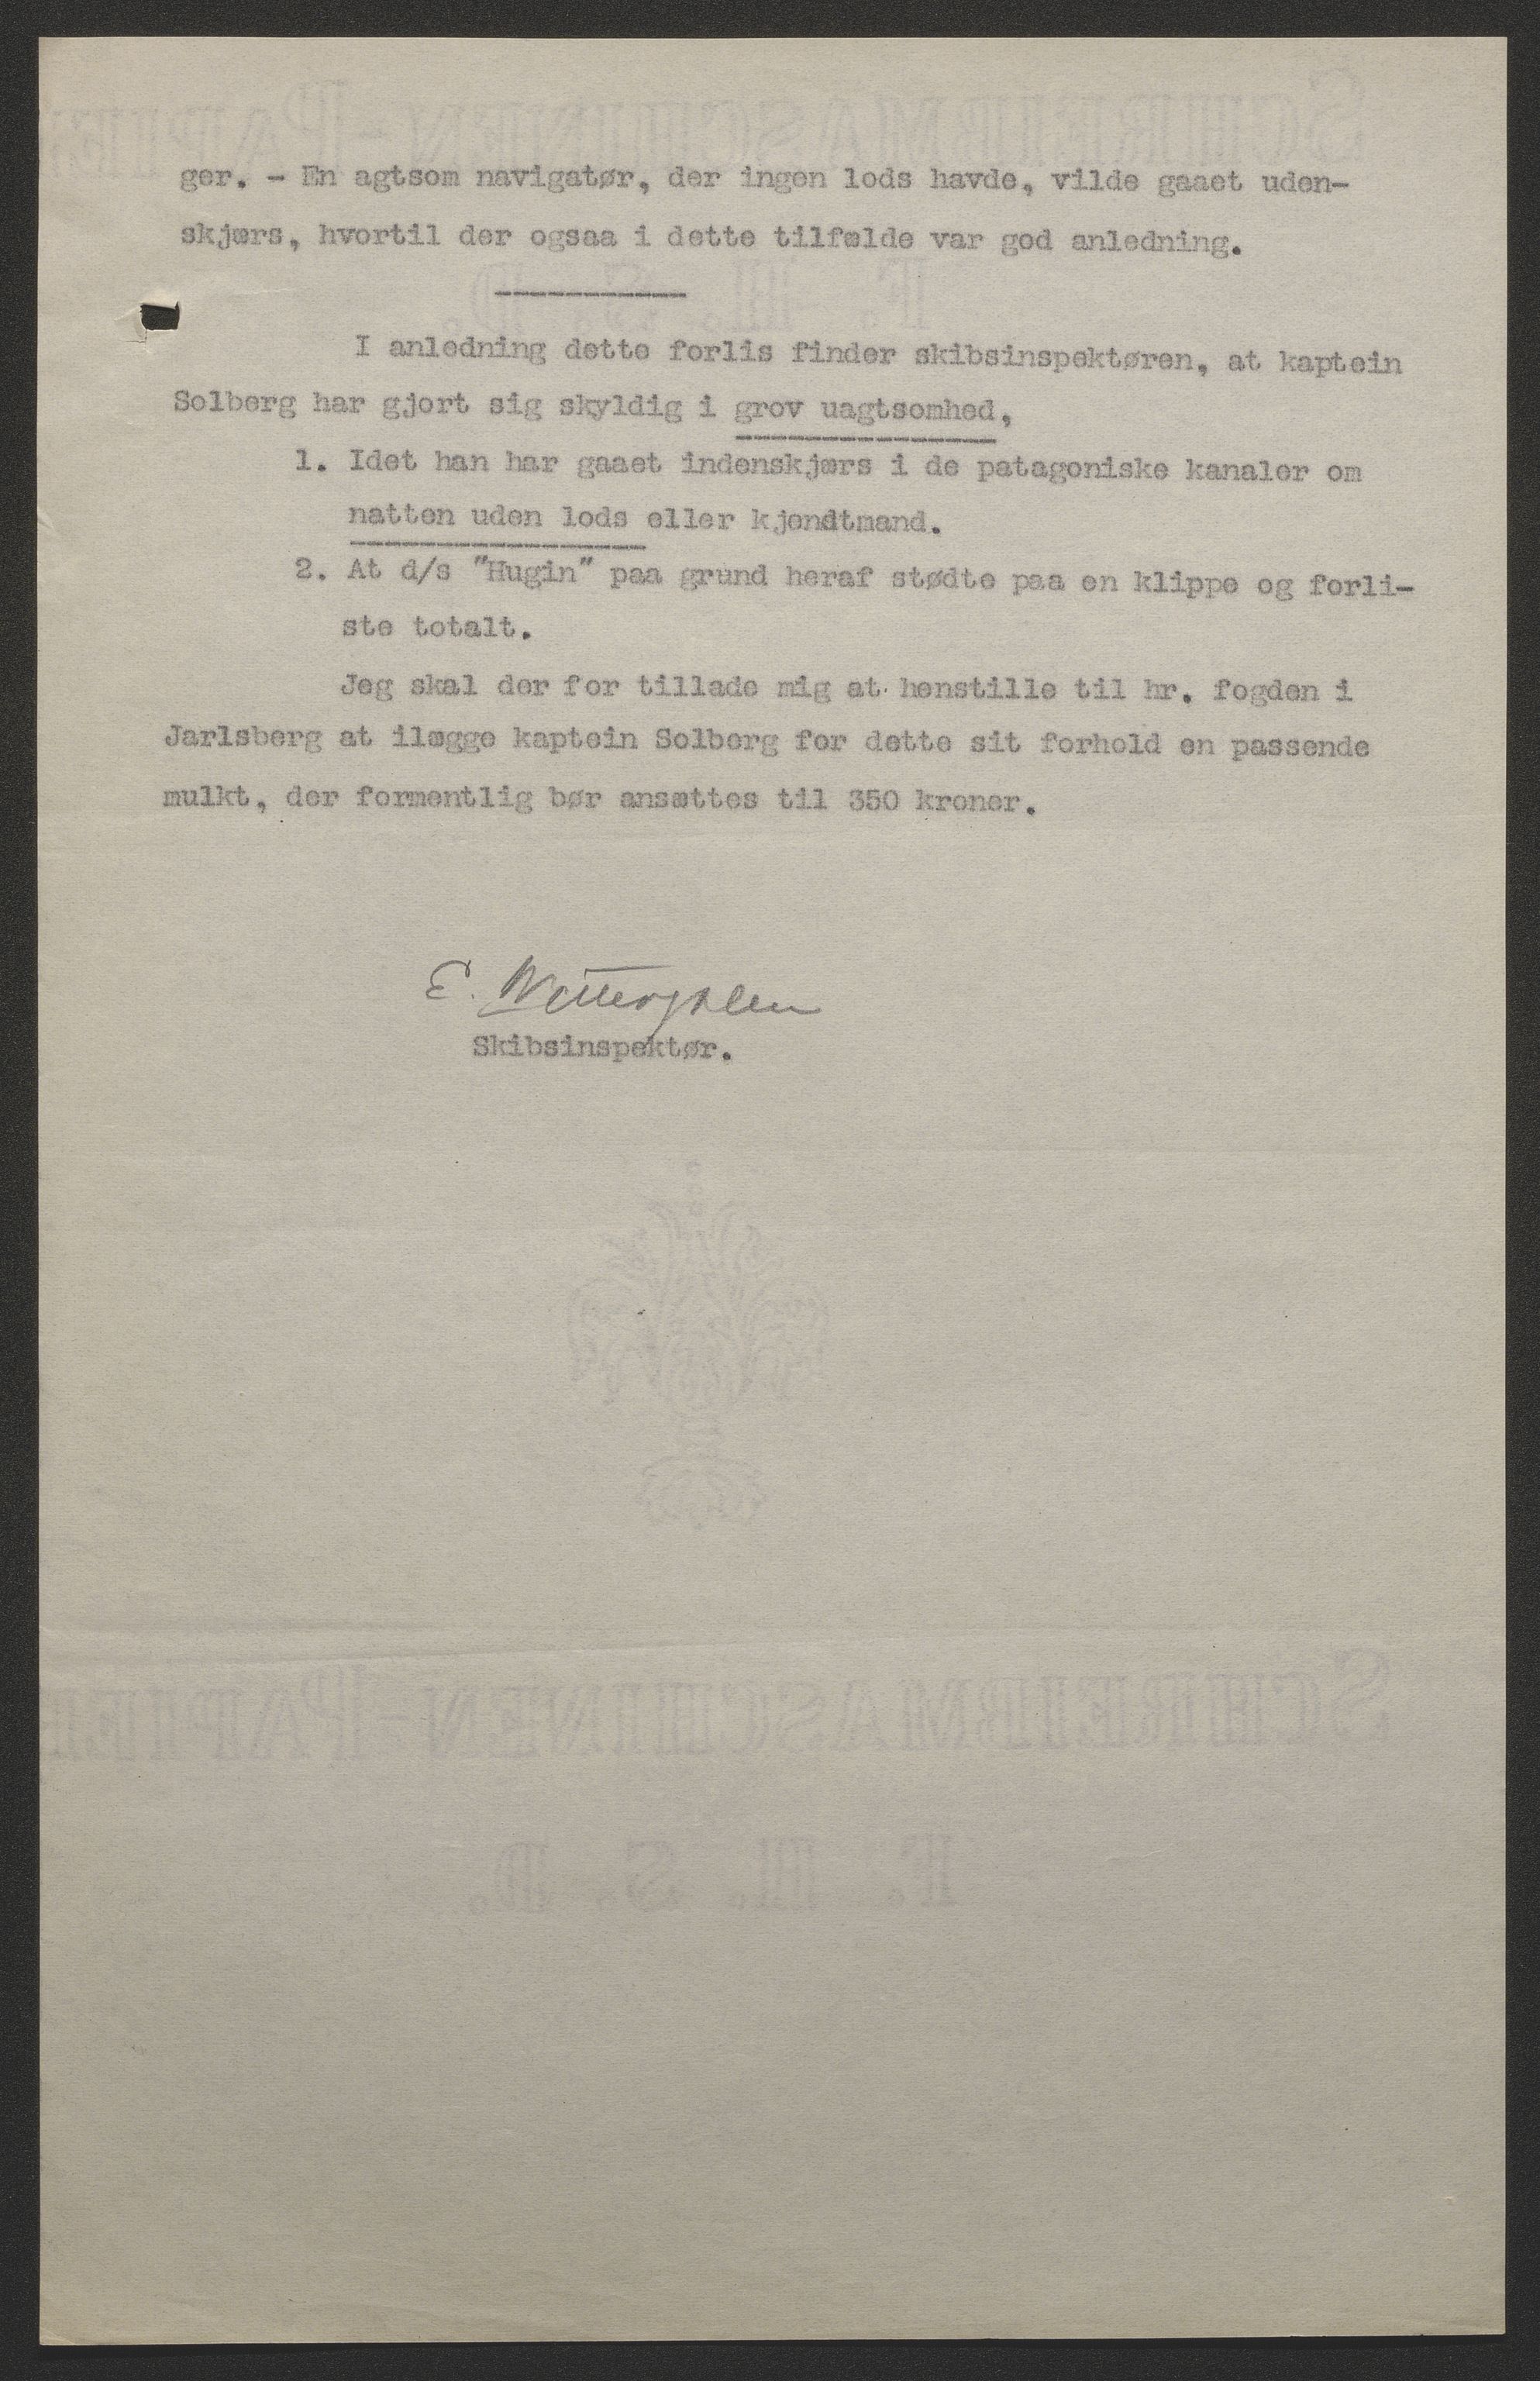 ger. - En agtsom navigatør, der ingen lods havde, vilde gaaet uden-
skjærs, hvortil der ogsaa i dette tilfælde var god anledning.
I anledning dette forlis finder skibsinspektøren, at kaptein
Solberg har gjort sig skyldig i grov uagtsomhed,
1. Idet han har gaaet indenskjærs i de patagoniske kanaler om
natten uden lods eller kjendtmand.
2. At d/s "Hugin" paa grund heraf stødte paa en klippe og forli-
ste totalt.
Jeg skal der for tillade mig at henstille til hr. fogden i
Jarlsberg at ilægge kaptein Solberg for dette sit forhold en passende
mulkt, der formentlig bør ansættes til 350 kroner.
E.
Skibsinspektør.
SCHREIBMASCHINEN-PAPIE
F. M. S. D.